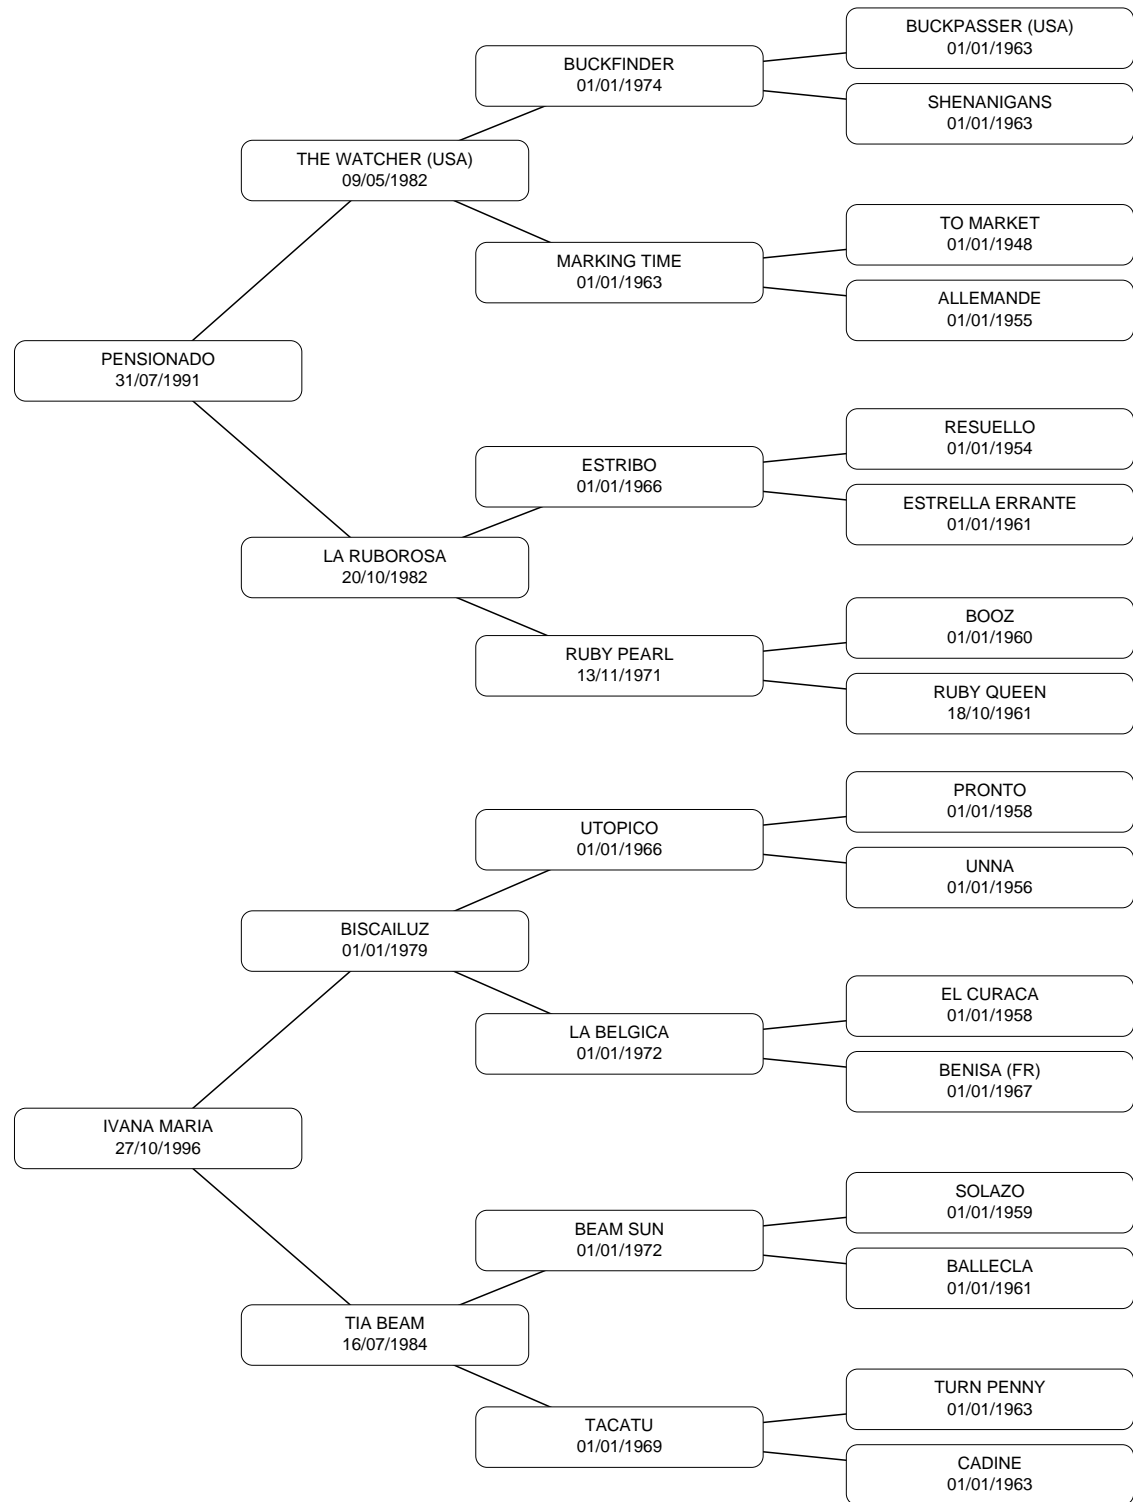 BUCKPASSER (USA)
01/01/1963
BUCKFINDER
01/01/1974
SHENANIGANS
01/01/1963
THE WATCHER (USA)
09/05/1982
TO MARKET
01/01/1948
MARKING TIME
01/01/1963
ALLEMANDE
01/01/1955
PENSIONADO
31/07/1991
RESUELLO
01/01/1954
ESTRIBO
01/01/1966
ESTRELLA ERRANTE
01/01/1961
LA RUBOROSA
20/10/1982
BOOZ
01/01/1960
RUBY PEARL
13/11/1971
RUBY QUEEN
18/10/1961
PRONTO
01/01/1958
UTOPICO
01/01/1966
UNNA
01/01/1956
BISCAILUZ
01/01/1979
EL CURACA
01/01/1958
LA BELGICA
01/01/1972
BENISA (FR)
01/01/1967
IVANA MARIA
27/10/1996
SOLAZO
01/01/1959
BEAM SUN
01/01/1972
BALLECLA
01/01/1961
TIA BEAM
16/07/1984
TURN PENNY
01/01/1963
TACATU
01/01/1969
CADINE
01/01/1963